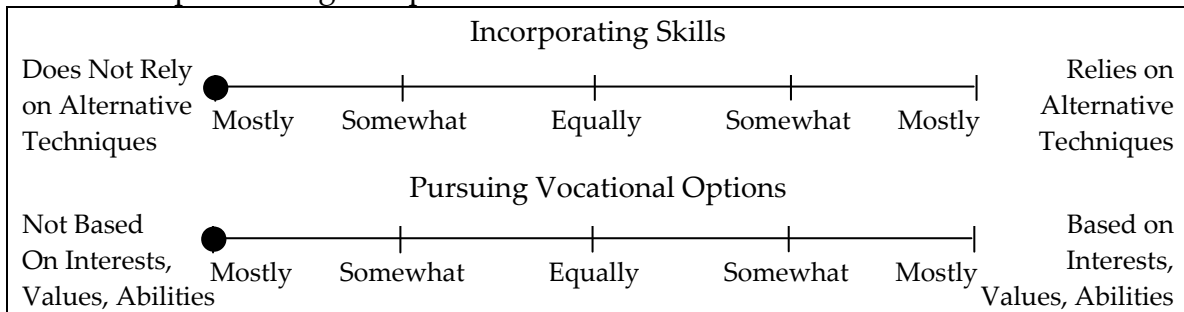 Incorporating Skills
Does Not Rely
on Alternative
Techniques
Mostly Somewhat Equally Somewhat Mostly
Relies on
Alternative
Techniques
Pursuing Vocational Options
Not Based
On Interests,
Values, Abilities
Mostly Somewhat Equally Somewhat Mostly
Based on
Interests,
Values, Abilities